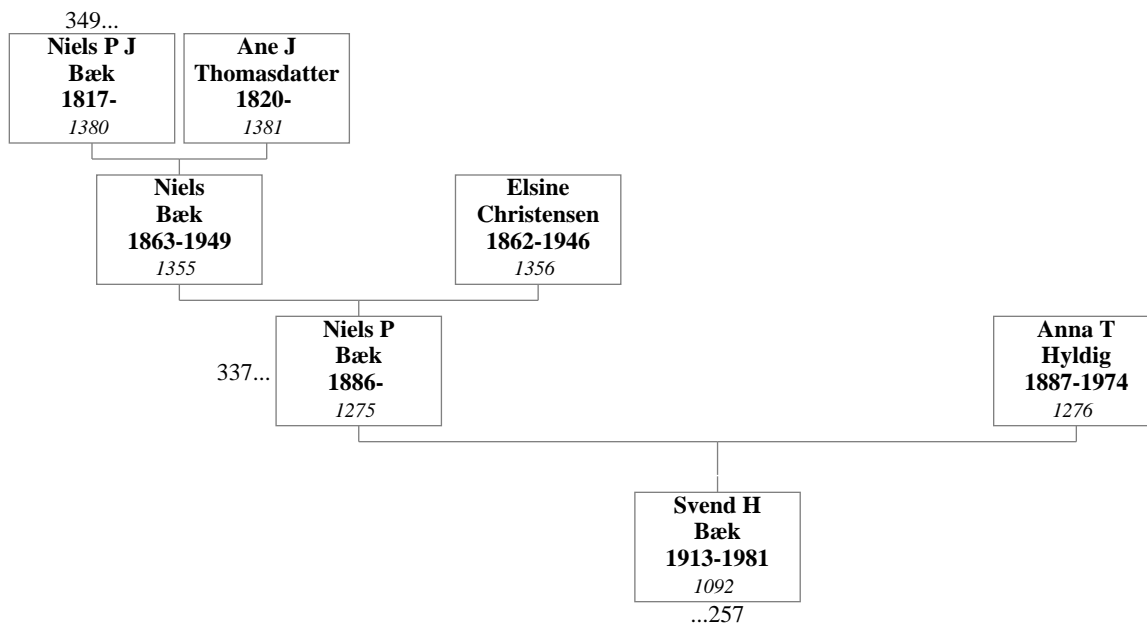 349...
Niels P J
Bæk
1817-
1380
Ane J
Thomasdatter
1820-
1381
Niels
Bæk
1863-1949
1355
Elsine
Christensen
1862-1946
1356
337...
Niels P
Bæk
1886-
1275
Anna T
Hyldig
1887-1974
1276
Svend H
Bæk
1913-1981
1092
...257